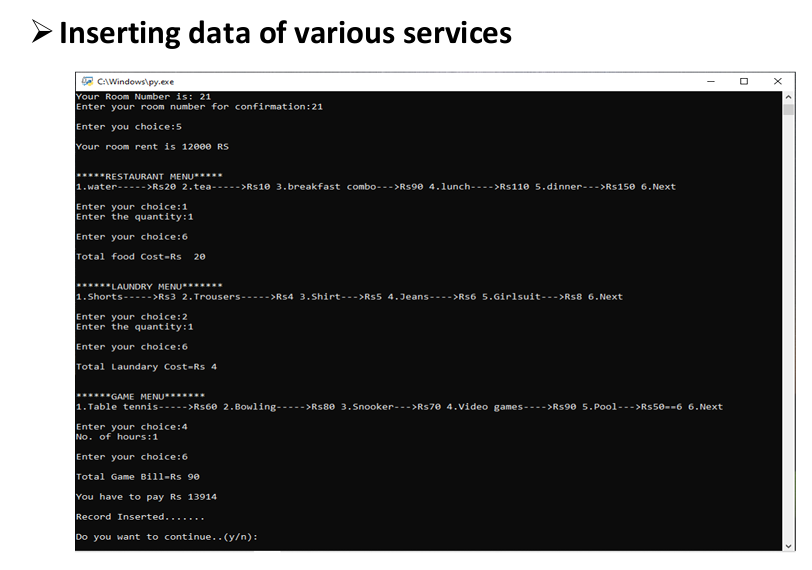 Inserting data of various services
C:\Windows\py.exe
Your Room Number is: 21
Enter your room number for confirmation:21
Enter you choice:5
Your room rent is 12000 RS
*****RESTAURANT MENU*****
1.water----->Rs20 2.tea----->Rs10 3.breakfast combo--->Rs90 4.lunch---->Rs110 5.dinner--->Rs150 6.Next
Enter your choice:1
Enter the quantity:1
Enter your choice:6
Total food Cost=Rs  20
******LAUNDRY MENU*******
1.Shorts----->Rs3 2.Trousers----->Rs4 3.Shirt--->Rs5 4.Jeans---->Rs6 5.Girlsuit--->Rs8 6.Next
Enter your choice:2
Enter the quantity:1
Enter your choice:6
Total Laundary Cost=Rs 4
******GAME MENU*******
1.Table tennis----->Rs60 2.Bowling----->Rs80 3.Snooker--->Rs70 4.Video games---->Rs90 5.Pool--->Rs50==6 6.Next
Enter your choice:4
No. of hours:1
Enter your choice:6
Total Game Bill=Rs 90
You have to pay Rs 13914
Record Inserted.......
Do you want to continue..(y/n):